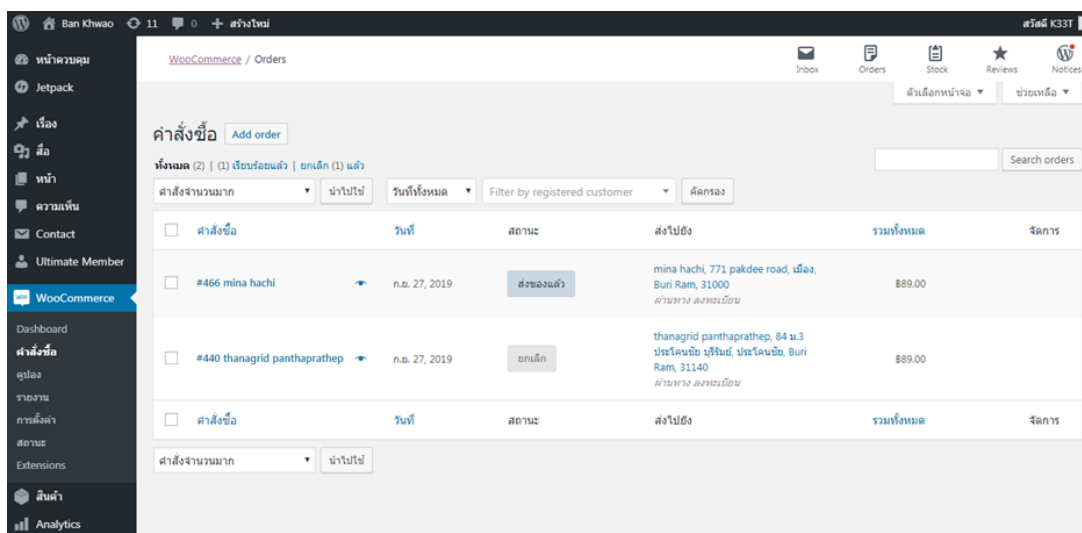 Ban Khwao 11 0 + สร้างใหม่ สวัสดี K33T
หน้าควบคุม
Jetpack
เรื่อง
สื่อ
หน้า
ความเห็น
Contact
Ultimate Member
WooCommerce
Dashboard
คำสั่งซื้อ
คูปอง
รายงาน
การตั้งค่า
สถานะ
Extensions
สินค้า
Analytics
WooCommerce / Orders
Inbox Orders Stock Reviews Notices
ตัวเลือกหน้าจอ ▼ ช่วยเหลือ ▼
คำสั่งซื้อ Add order
ทั้งหมด (2) | (1) เรียบร้อยแล้ว | ยกเลิก (1) แล้ว
Search orders
คำสั่งจำนวนมาก นำไปใช้ วันที่ทั้งหมด Filter by registered customer คัดกรอง
คำสั่งซื้อ วันที่ สถานะ ส่งไปยัง รวมทั้งหมด จัดการ
#466 mina hachi ก.ย. 27, 2019 ส่งของแล้ว
mina hachi, 771 pakdee road, เมือง,
Buri Ram, 31000
ผ่านทาง ลงทะเบียน
฿89.00
#440 thanagrid panthaprathep ก.ย. 27, 2019 ยกเลิก
thanagrid panthaprathep, 84 ม.3
ประโคนชัย บุรีรัมย์, ประโคนชัย, Buri
Ram, 31140
ผ่านทาง ลงทะเบียน
฿89.00
คำสั่งซื้อ วันที่ สถานะ ส่งไปยัง รวมทั้งหมด จัดการ
คำสั่งจำนวนมาก นำไปใช้